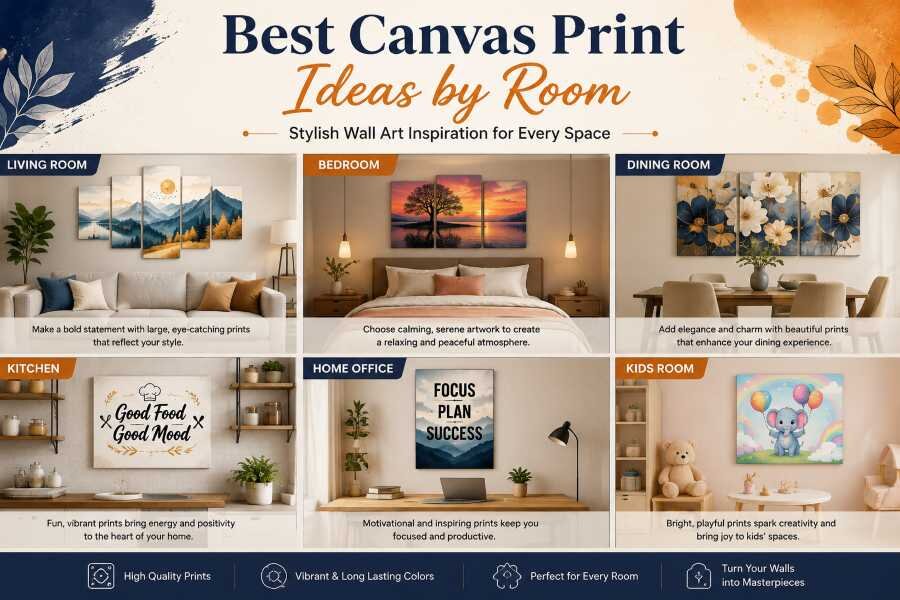 Best Canvas Print
Ideas by Room
Stylish Wall Art Inspiration for Every Space
LIVING ROOM
Make a bold statement with large, eye-catching prints
that reflect your style.
BEDROOM
Choose calming, serene artwork to create
a relaxing and peaceful atmosphere.
DINING ROOM
Add elegance and charm with beautiful prints
that enhance your dining experience.
KITCHEN
Good Food
Good Mood
Fun, vibrant prints bring energy and positivity
to the heart of your home.
HOME OFFICE
FOCUS
PLAN
SUCCESS
Motivational and inspiring prints keep you
focused and productive.
KIDS ROOM
Bright, playful prints spark creativity and
bring joy to kids' spaces.
High Quality Prints
Vibrant & Long Lasting Colors
Perfect for Every Room
Turn Your Walls
into Masterpieces